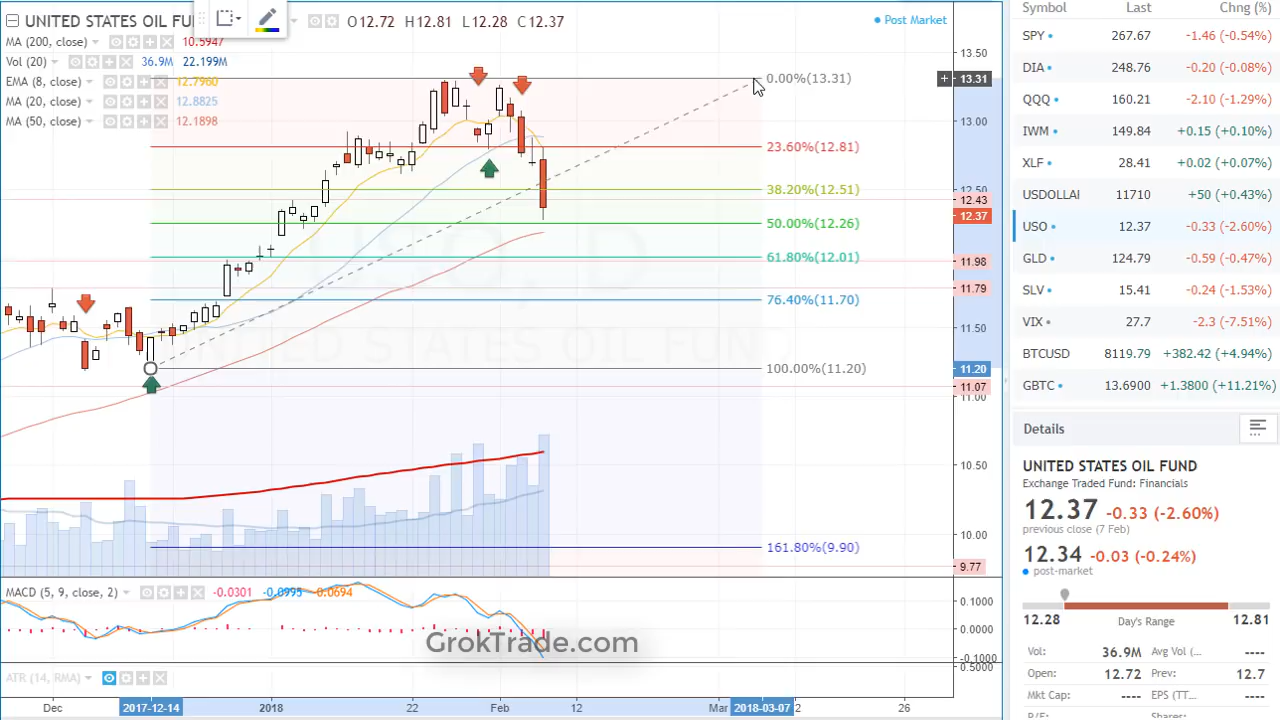 UNITED STATES OIL FU
O12.72 H12.81 L12.28 C12.37
Post Market
MA (200, close) 10.5947
Vol (20) 36.9M 22.199M
EMA (8, close) 12.7960
MA (20, close) 12.8825
MA (50, close) 12.1898
0.00%(13.31)
23.60%(12.81)
38.20%(12.51)
50.00%(12.26)
61.80%(12.01)
76.40%(11.70)
100.00%(11.20)
161.80%(9.90)
UNITED STATES OIL FUN
13.50
13.31
13.00
12.50
12.43
12.37
11.98
11.79
11.50
11.20
11.07
11.00
10.50
10.00
9.77
MACD (5, 9, close, 2) -0.0301 -0.0995 -0.0694
0.1000
0.0000
-0.1000
0.5000
GrokTrade.com
ATR (14, RMA)
Dec 2017-12-14 2018 22 Feb 12 Mar 2018-03-07 2 26
Symbol Last Chg (%)
SPY 267.67 -1.46 (-0.54%)
DIA 248.76 -0.20 (-0.08%)
QQQ 160.21 -2.10 (-1.29%)
IWM 149.84 +0.15 (+0.10%)
XLF 28.41 +0.02 (+0.07%)
USDOLLAI 11710 +50 (+0.43%)
USO 12.37 -0.33 (-2.60%)
GLD 124.79 -0.59 (-0.47%)
SLV 15.41 -0.24 (-1.53%)
VIX 27.7 -2.3 (-7.51%)
BTCUSD 8119.79 +382.42 (+4.94%)
GBTC 13.6900 +1.3800 (+11.21%)
Details
UNITED STATES OIL FUND
Exchange Traded Fund: Financials
12.37 -0.33 (-2.60%)
previous close (7 Feb)
12.34 -0.03 (-0.24%)
post-market
12.28 Day's Range 12.81
Vol: 36.9M Avg Vol (... ----
Open: 12.72 Prev: 12.7
Mkt Cap: ---- EPS (TT... ----